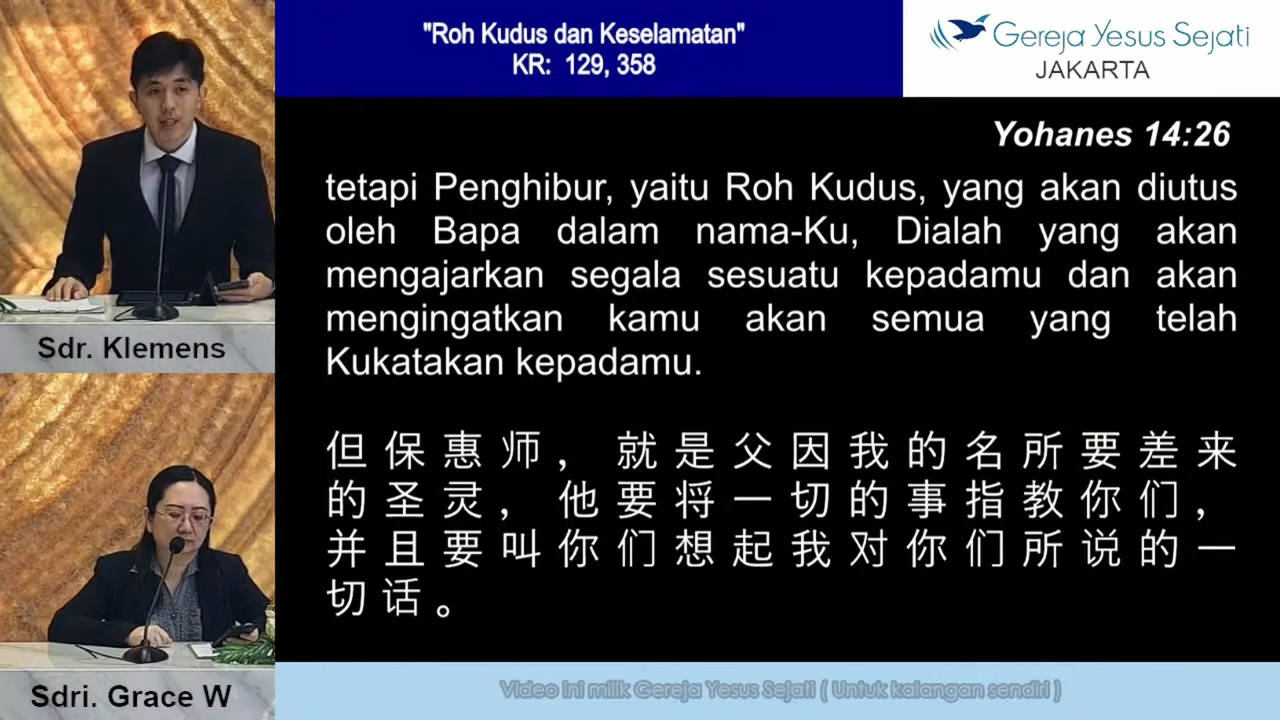 "Roh Kudus dan Keselamatan"
KR: 129, 358
Gereja Yesus Sejati
JAKARTA
Yohanes 14:26
tetapi Penghibur, yaitu Roh Kudus, yang akan diutus
oleh Bapa dalam nama-Ku, Dialah yang akan
mengajarkan segala sesuatu kepadamu dan akan
mengingatkan kamu akan semua yang telah
Kukatakan kepadamu.
但保惠师，就是父因我的名所要差来
的圣灵，他要将一切的事指教你们，
并且要叫你们想起我对你们所说的一
切话。
Sdr. Klemens
Sdri. Grace W
Video ini milik Gereja Yesus Sejati ( Untuk kalangan sendiri )